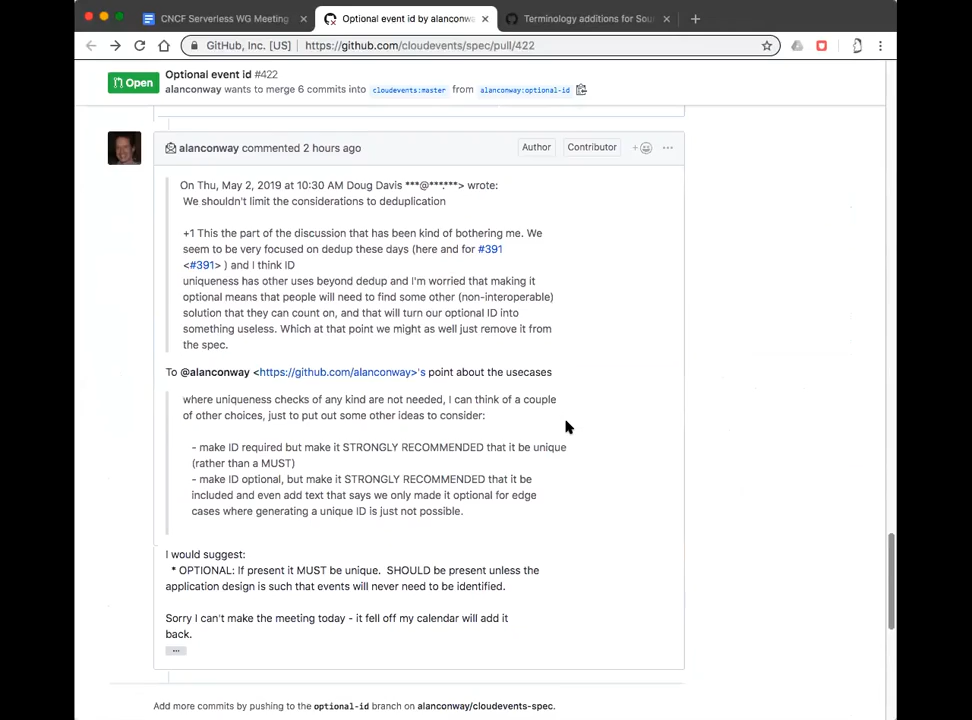 CNCF Serverless WG Meeting
Optional event id by alanconwa
Terminology additions for Sou
GitHub, Inc. [US]
https://github.com/cloudevents/spec/pull/422
Open
Optional event id #422
alanconway wants to merge 6 commits into cloudevents:master from alanconway:optional-id
alanconway commented 2 hours ago
Author
Contributor
On Thu, May 2, 2019 at 10:30 AM Doug Davis ***@***.***> wrote:
We shouldn't limit the considerations to deduplication
+1 This the part of the discussion that has been kind of bothering me. We
seem to be very focused on dedup these days (here and for #391
<#391> ) and I think ID
uniqueness has other uses beyond dedup and I'm worried that making it
optional means that people will need to find some other (non-interoperable)
solution that they can count on, and that will turn our optional ID into
something useless. Which at that point we might as well just remove it from
the spec.
To @alanconway <https://github.com/alanconway>'s point about the usecases
where uniqueness checks of any kind are not needed, I can think of a couple
of other choices, just to put out some other ideas to consider:
- make ID required but make it STRONGLY RECOMMENDED that it be unique
(rather than a MUST)
- make ID optional, but make it STRONGLY RECOMMENDED that it be
included and even add text that says we only made it optional for edge
cases where generating a unique ID is just not possible.
I would suggest:
* OPTIONAL: If present it MUST be unique. SHOULD be present unless the
application design is such that events will never need to be identified.
Sorry I can't make the meeting today - it fell off my calendar will add it
back.
Add more commits by pushing to the optional-id branch on alanconway/cloudevents-spec.